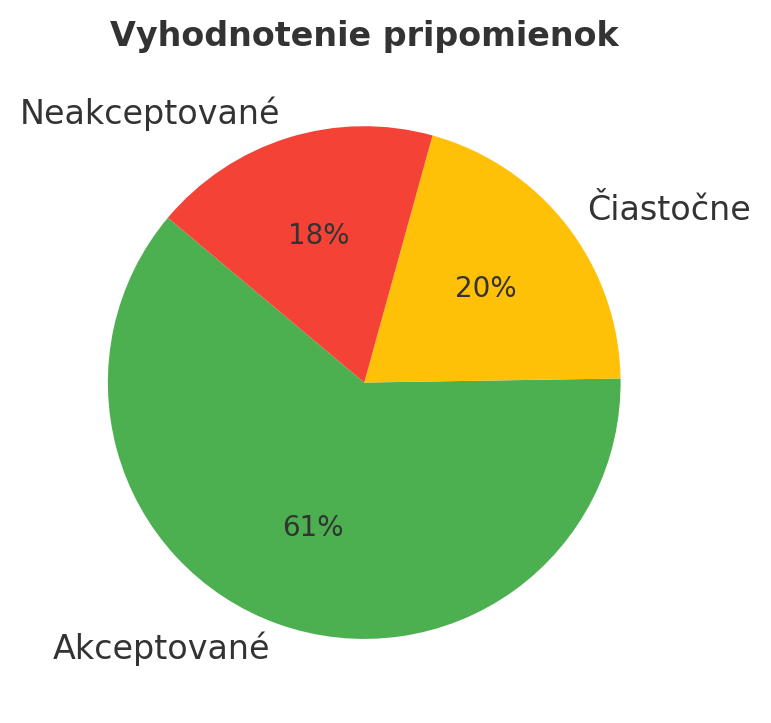 Vyhodnotenie pripomienok
Neakceptované
Čiastočne
18%
20%
61%
Akceptované